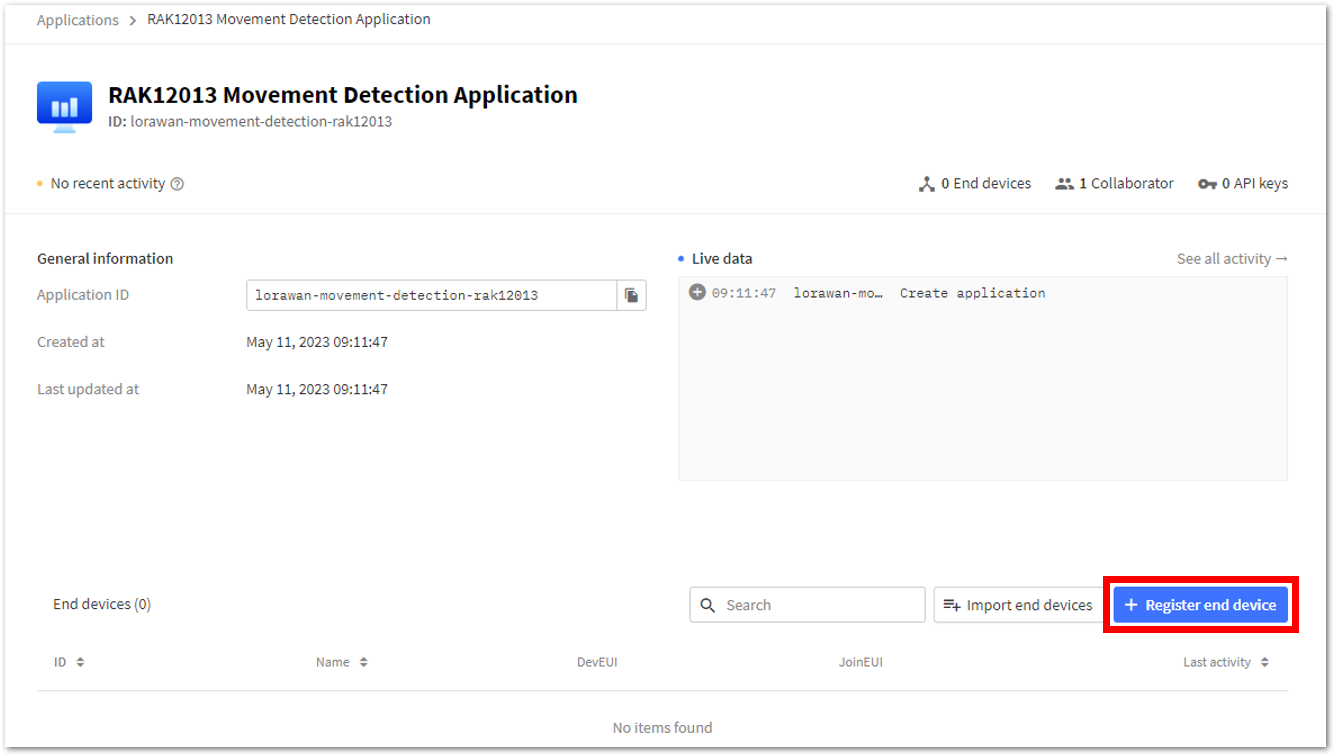 Applications > RAK12013 Movement Detection Application
RAK12013 Movement Detection Application
ID: lorawan-movement-detection-rak12013
No recent activity
0 End devices 1 Collaborator 0 API keys
General information
Application ID lorawan-movement-detection-rak12013
Created at May 11, 2023 09:11:47
Last updated at May 11, 2023 09:11:47
Live data See all activity →
09:11:47 lorawan-mo… Create application
End devices (0) Search Import end devices + Register end device
ID Name DevEUI JoinEUI Last activity
No items found